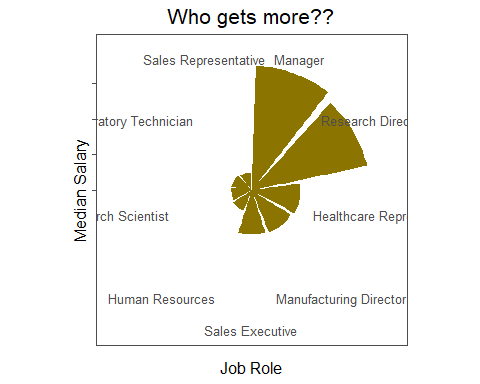 Who gets more??
Sales Representative Manager
ratory Technician Research Direc
Median Salary
rch Scientist Healthcare Repr
Human Resources Manufacturing Director
Sales Executive
Job Role